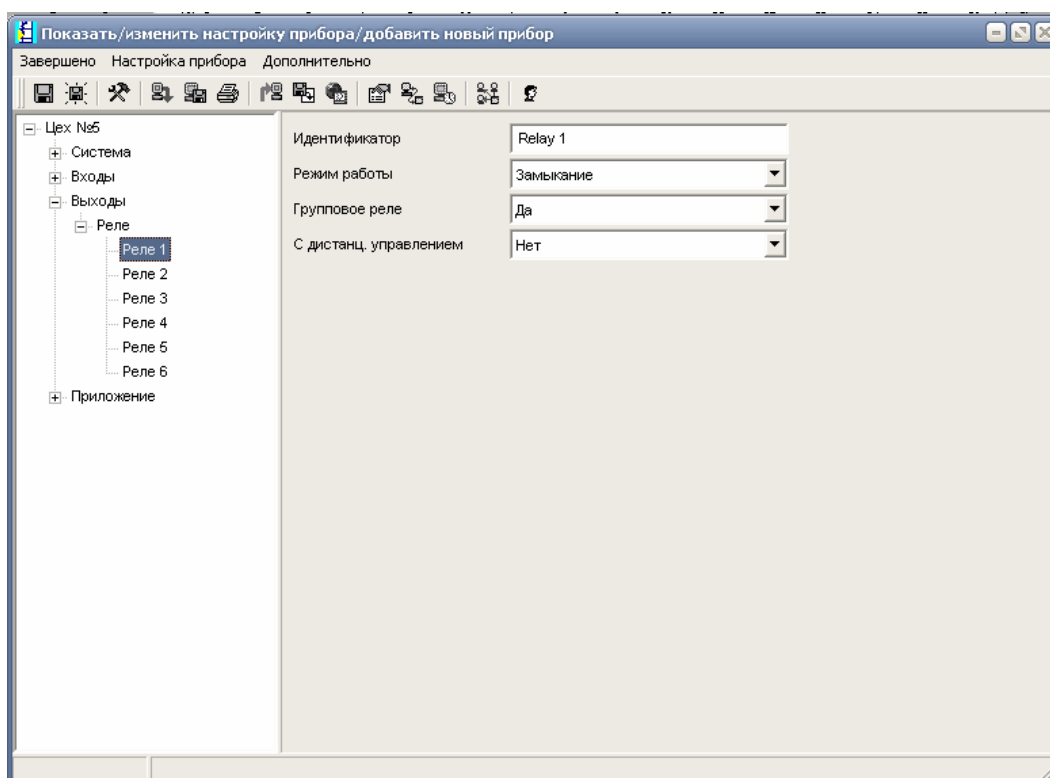 Показать/изменить настройку прибора/добавить новый прибор
Завершено Настройка прибора Дополнительно
Цех №5
Система
Входы
Выходы
Реле
Реле 1
Реле 2
Реле 3
Реле 4
Реле 5
Реле 6
Приложение
Идентификатор Relay 1
Режим работы Замыкание
Групповое реле Да
С дистанц. управлением Нет